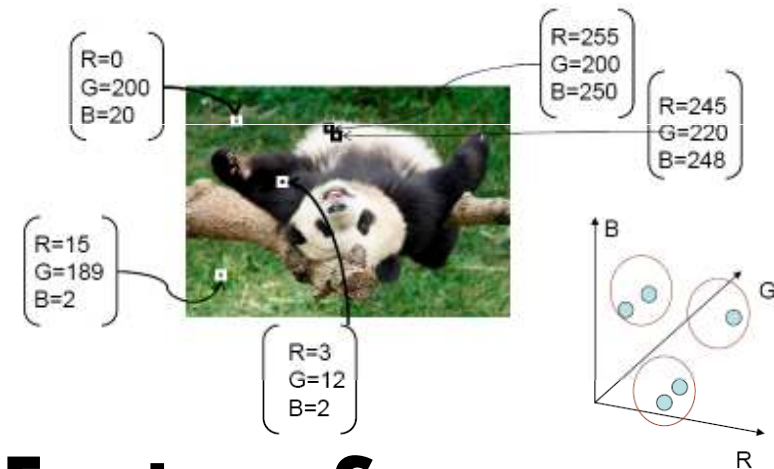 R=0
G=200
B=20
R=255
G=200
B=250
R=245
G=220
B=248
R=15
G=189
B=2
R=3
G=12
B=2
B
G
R